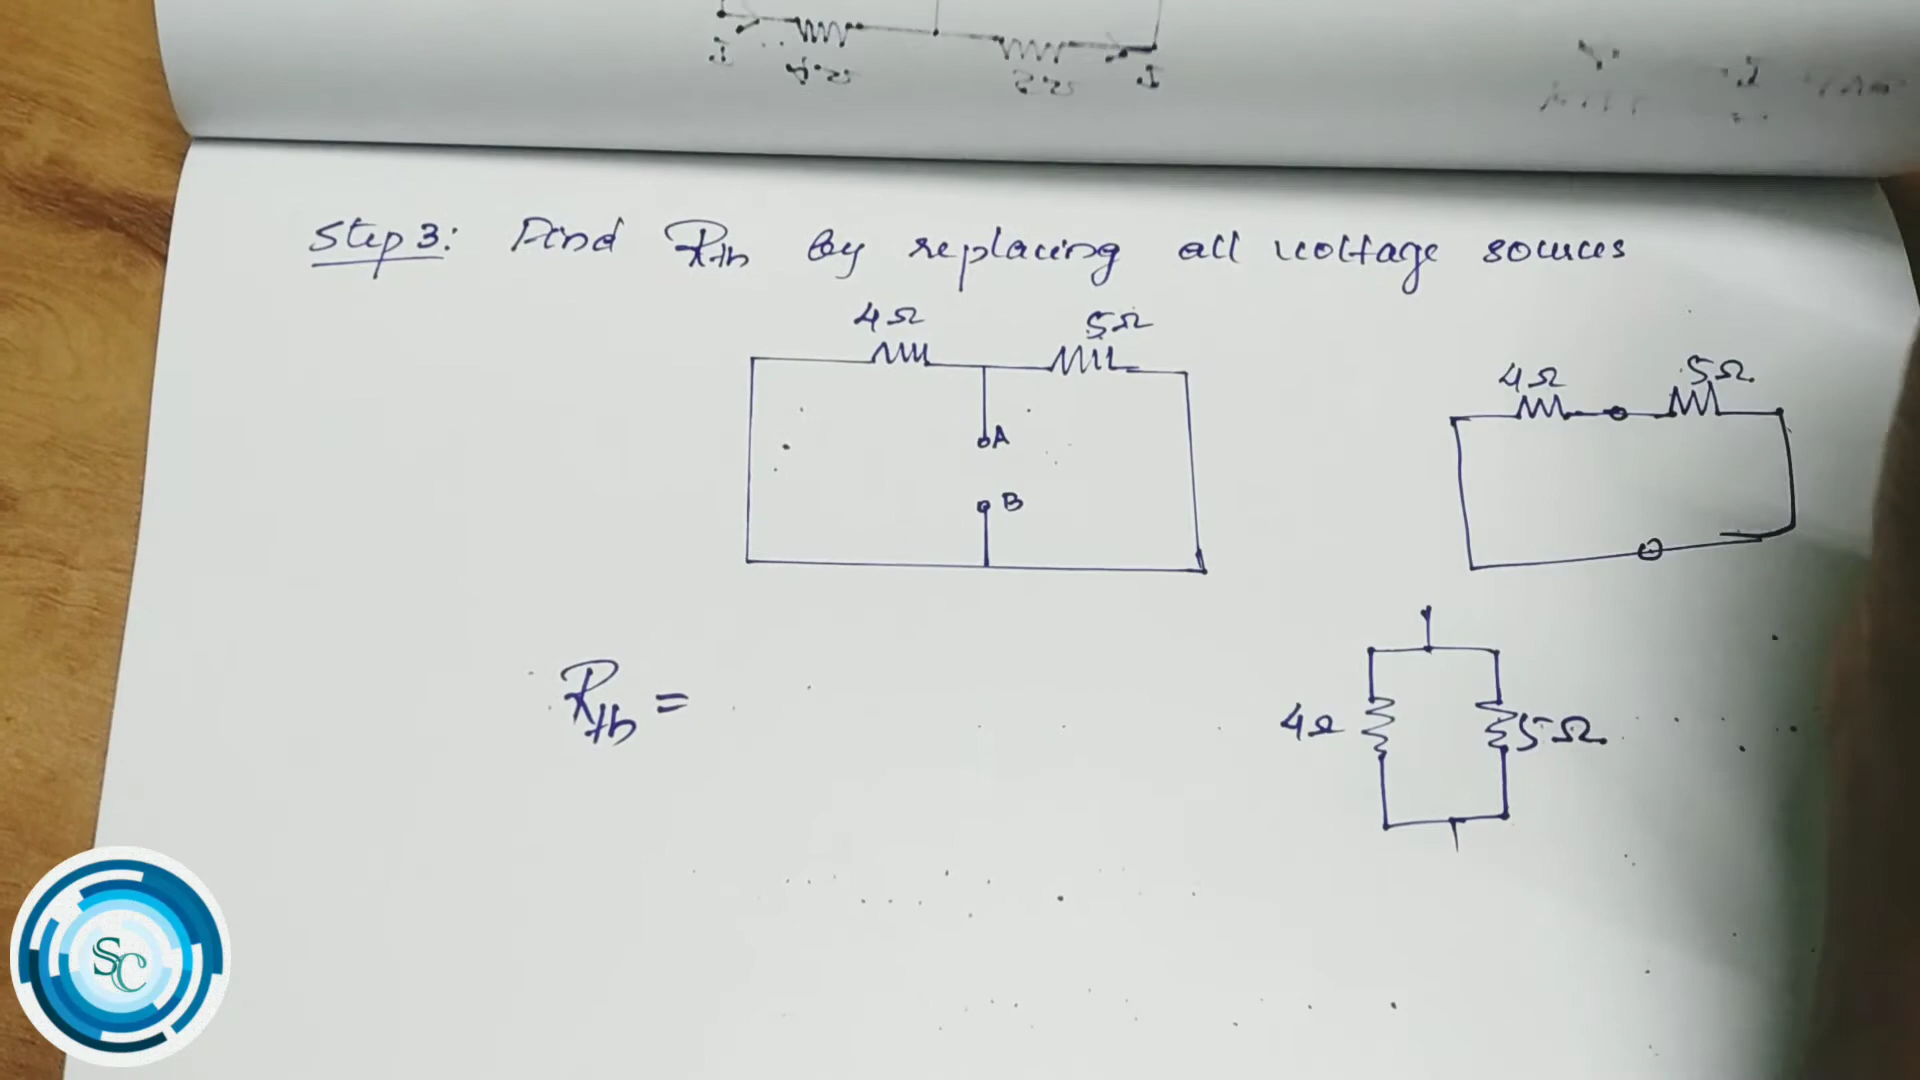 Step 3: Find Rth by replacing all voltage sources
4Ω 5Ω
4Ω 5Ω
A
B
Rth =
4Ω 5Ω
SC